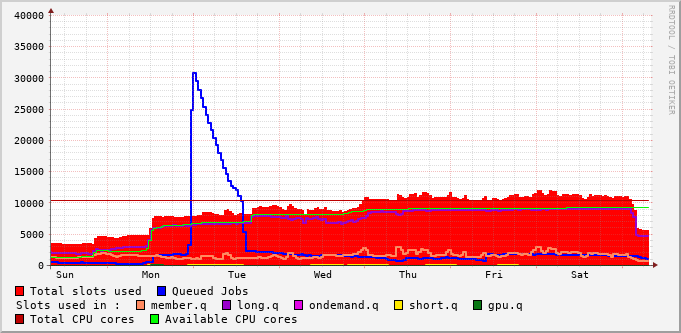 40000
35000
30000
25000
20000
15000
10000
5000
0
Sun Mon Tue Wed Thu Fri Sat
RRDTOOL / TOBI OETIKER
Total slots used Queued Jobs
Slots used in : member.q long.q ondemand.q short.q gpu.q
Total CPU cores Available CPU cores